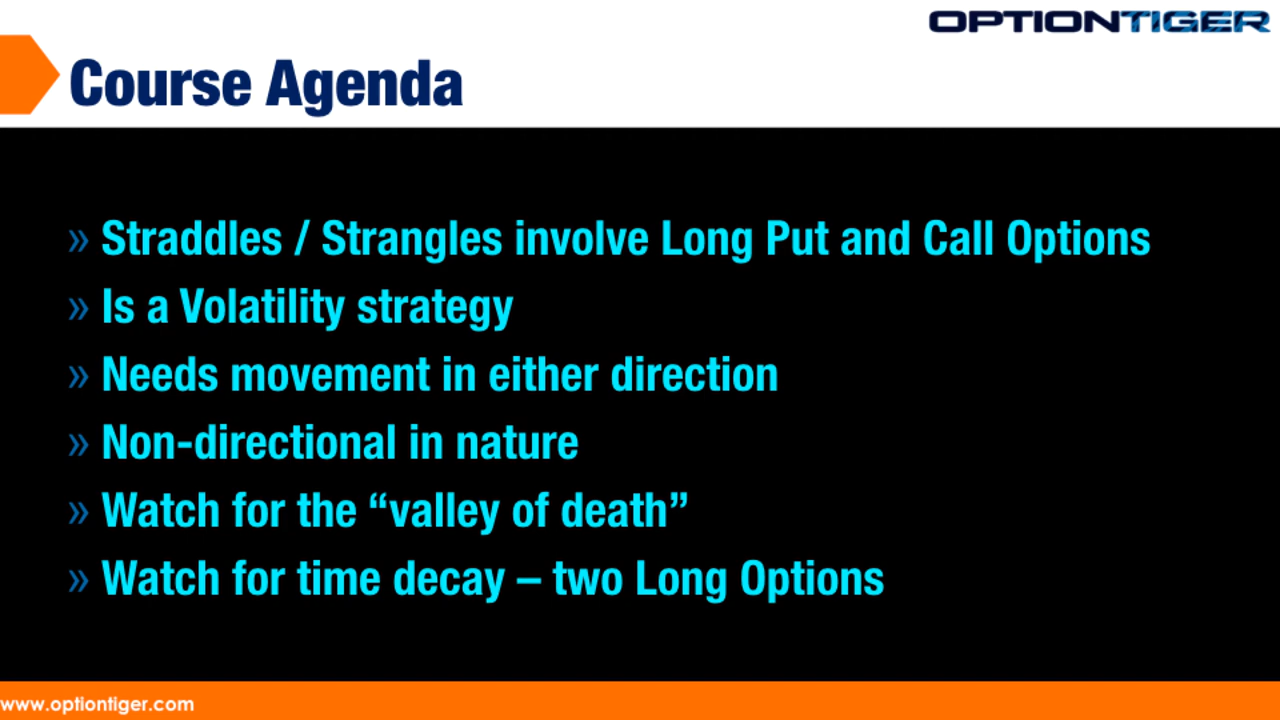 OPTIONTIGER
Course Agenda
» Straddles / Strangles involve Long Put and Call Options
» Is a Volatility strategy
» Needs movement in either direction
» Non-directional in nature
» Watch for the “valley of death”
» Watch for time decay – two Long Options
www.optiontiger.com